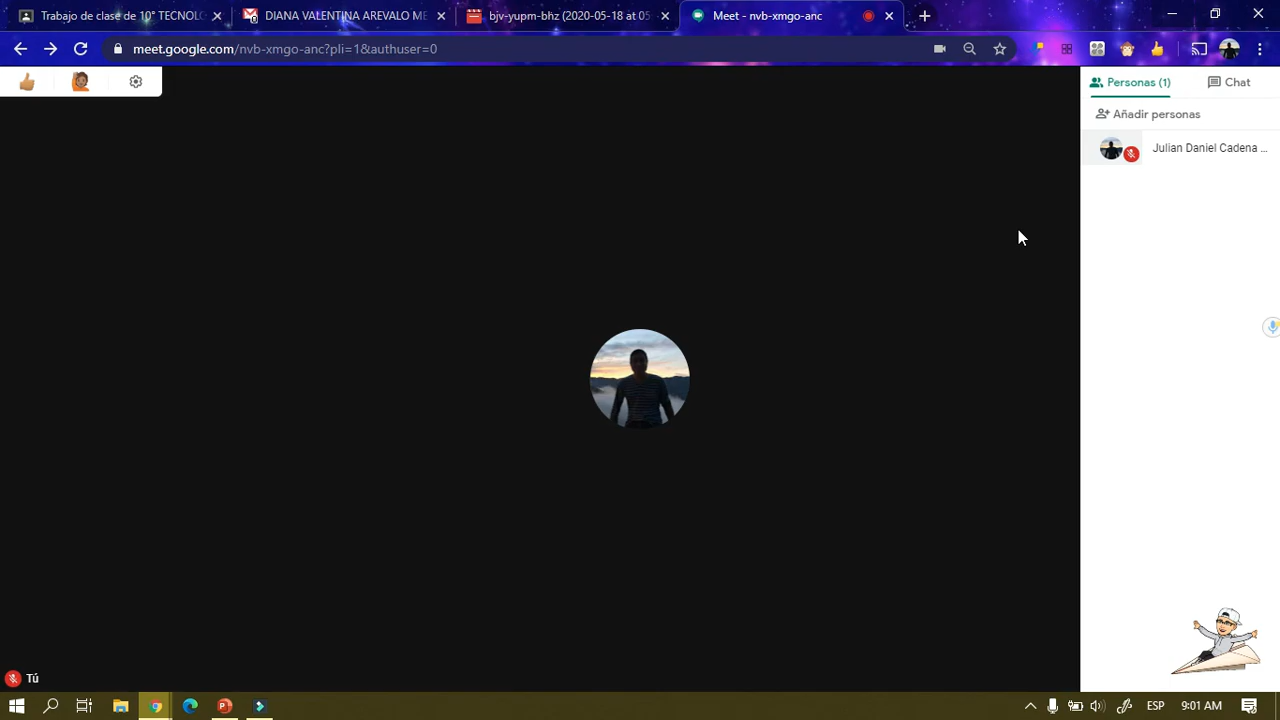 Trabajo de clase de 10° TECNOLO
DIANA VALENTINA AREVALO ME
bjv-yupm-bhz (2020-05-18 at 05
Meet - nvb-xmgo-anc
meet.google.com/nvb-xmgo-anc?pli=1&authuser=0
Personas (1)
Chat
Añadir personas
Julian Daniel Cadena ...
Tú
ESP
9:01 AM